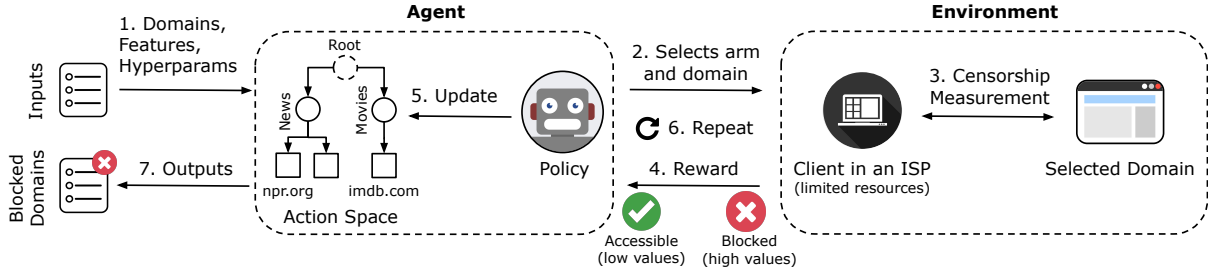 Agent
Environment
Inputs
1. Domains,
Features,
Hyperparams
Root
News
Movies
npr.org
imdb.com
Action Space
5. Update
Policy
2. Selects arm
and domain
6. Repeat
4. Reward
Accessible
(low values)
Blocked
(high values)
3. Censorship
Measurement
Client in an ISP
(limited resources)
Selected Domain
7. Outputs
Blocked
Domains